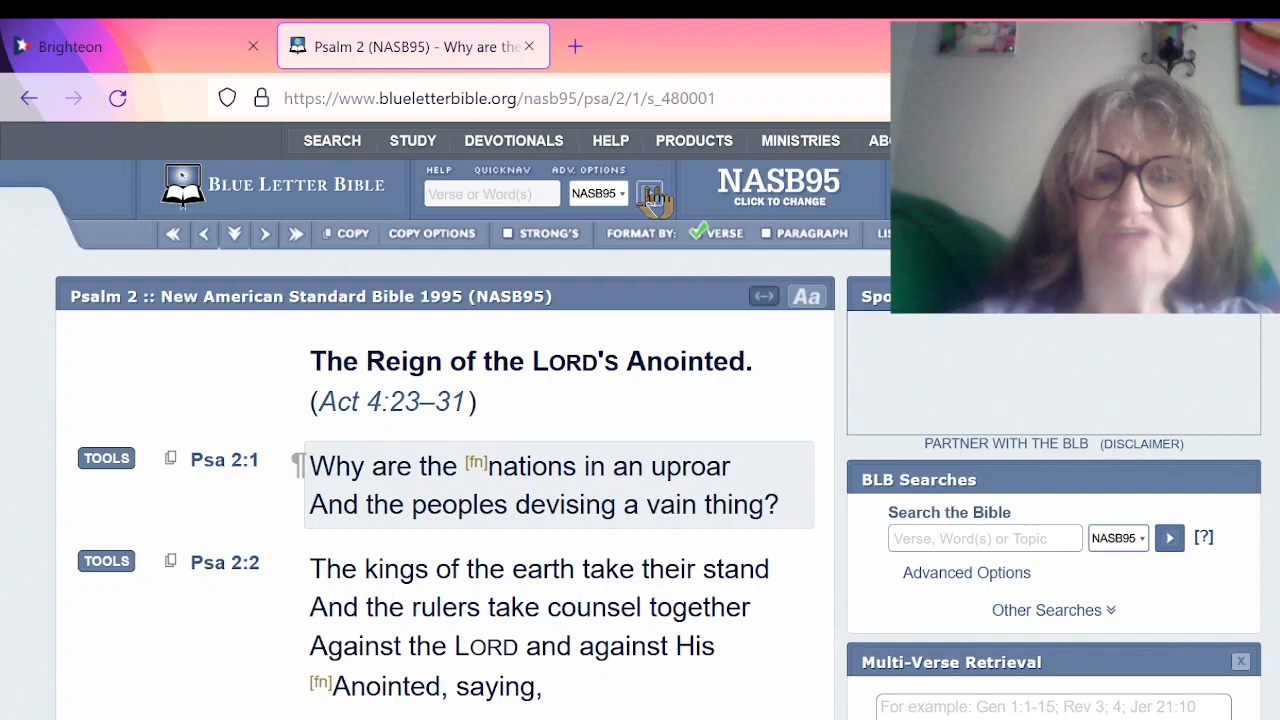 Brighteon
Psalm 2 (NASB95) - Why are the
https://www.blueletterbible.org/nasb95/psa/2/1/s_480001
SEARCH STUDY DEVOTIONALS HELP PRODUCTS MINISTRIES AB
BLUE LETTER BIBLE
HELP QUICKNAV ADV. OPTIONS
Verse or Word(s) NASB95
NASB95
CLICK TO CHANGE
COPY COPY OPTIONS STRONG'S FORMAT BY: VERSE PARAGRAPH LI
Psalm 2 :: New American Standard Bible 1995 (NASB95) Aa
Spo
The Reign of the LORD'S Anointed.
(Act 4:23–31)
TOOLS Psa 2:1 ¶Why are the [fn]nations in an uproar
And the peoples devising a vain thing?
TOOLS Psa 2:2 The kings of the earth take their stand
And the rulers take counsel together
Against the LORD and against His
[fn]Anointed, saying,
PARTNER WITH THE BLB (DISCLAIMER)
BLB Searches
Search the Bible
Verse, Word(s) or Topic NASB95 [?]
Advanced Options
Other Searches
Multi-Verse Retrieval X
For example: Gen 1:1-15; Rev 3; 4; Jer 21:10